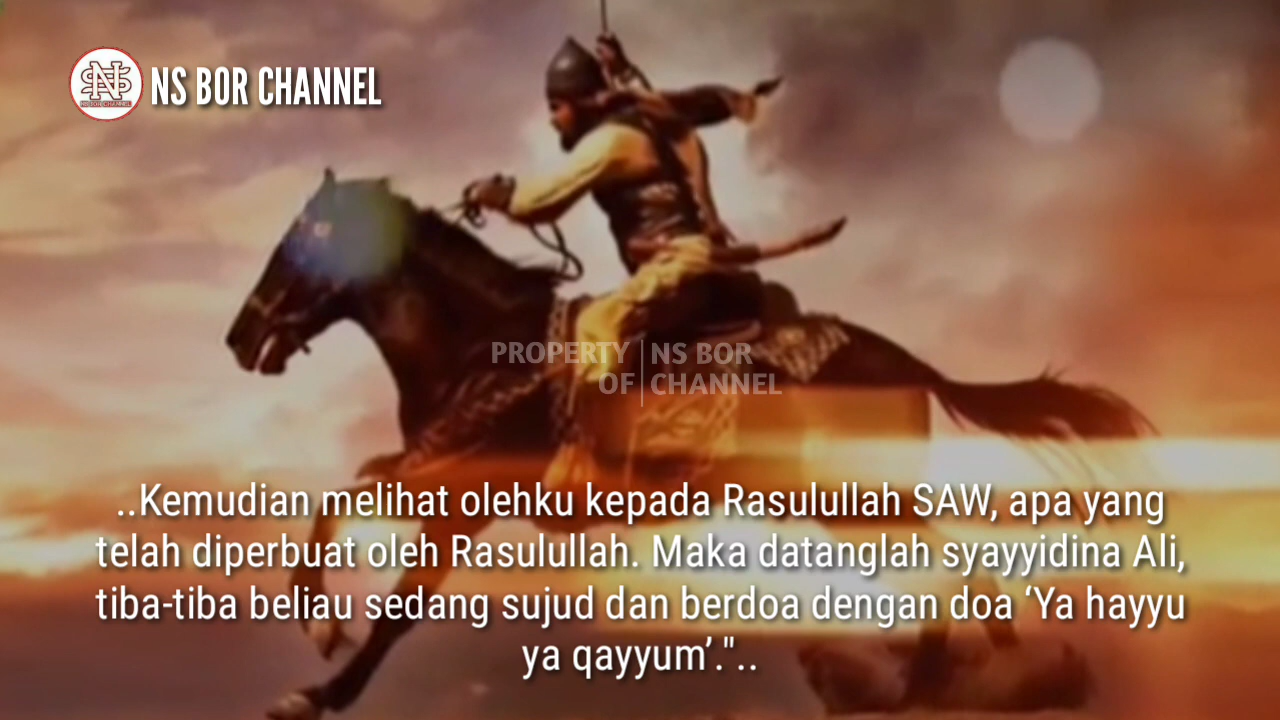 NS BOR CHANNEL
PROPERTY OF | NS BOR CHANNEL
..Kemudian melihat olehku kepada Rasulullah SAW, apa yang
telah diperbuat oleh Rasulullah. Maka datanglah syayyidina Ali,
tiba-tiba beliau sedang sujud dan berdoa dengan doa ‘Ya hayyu
ya qayyum’."..